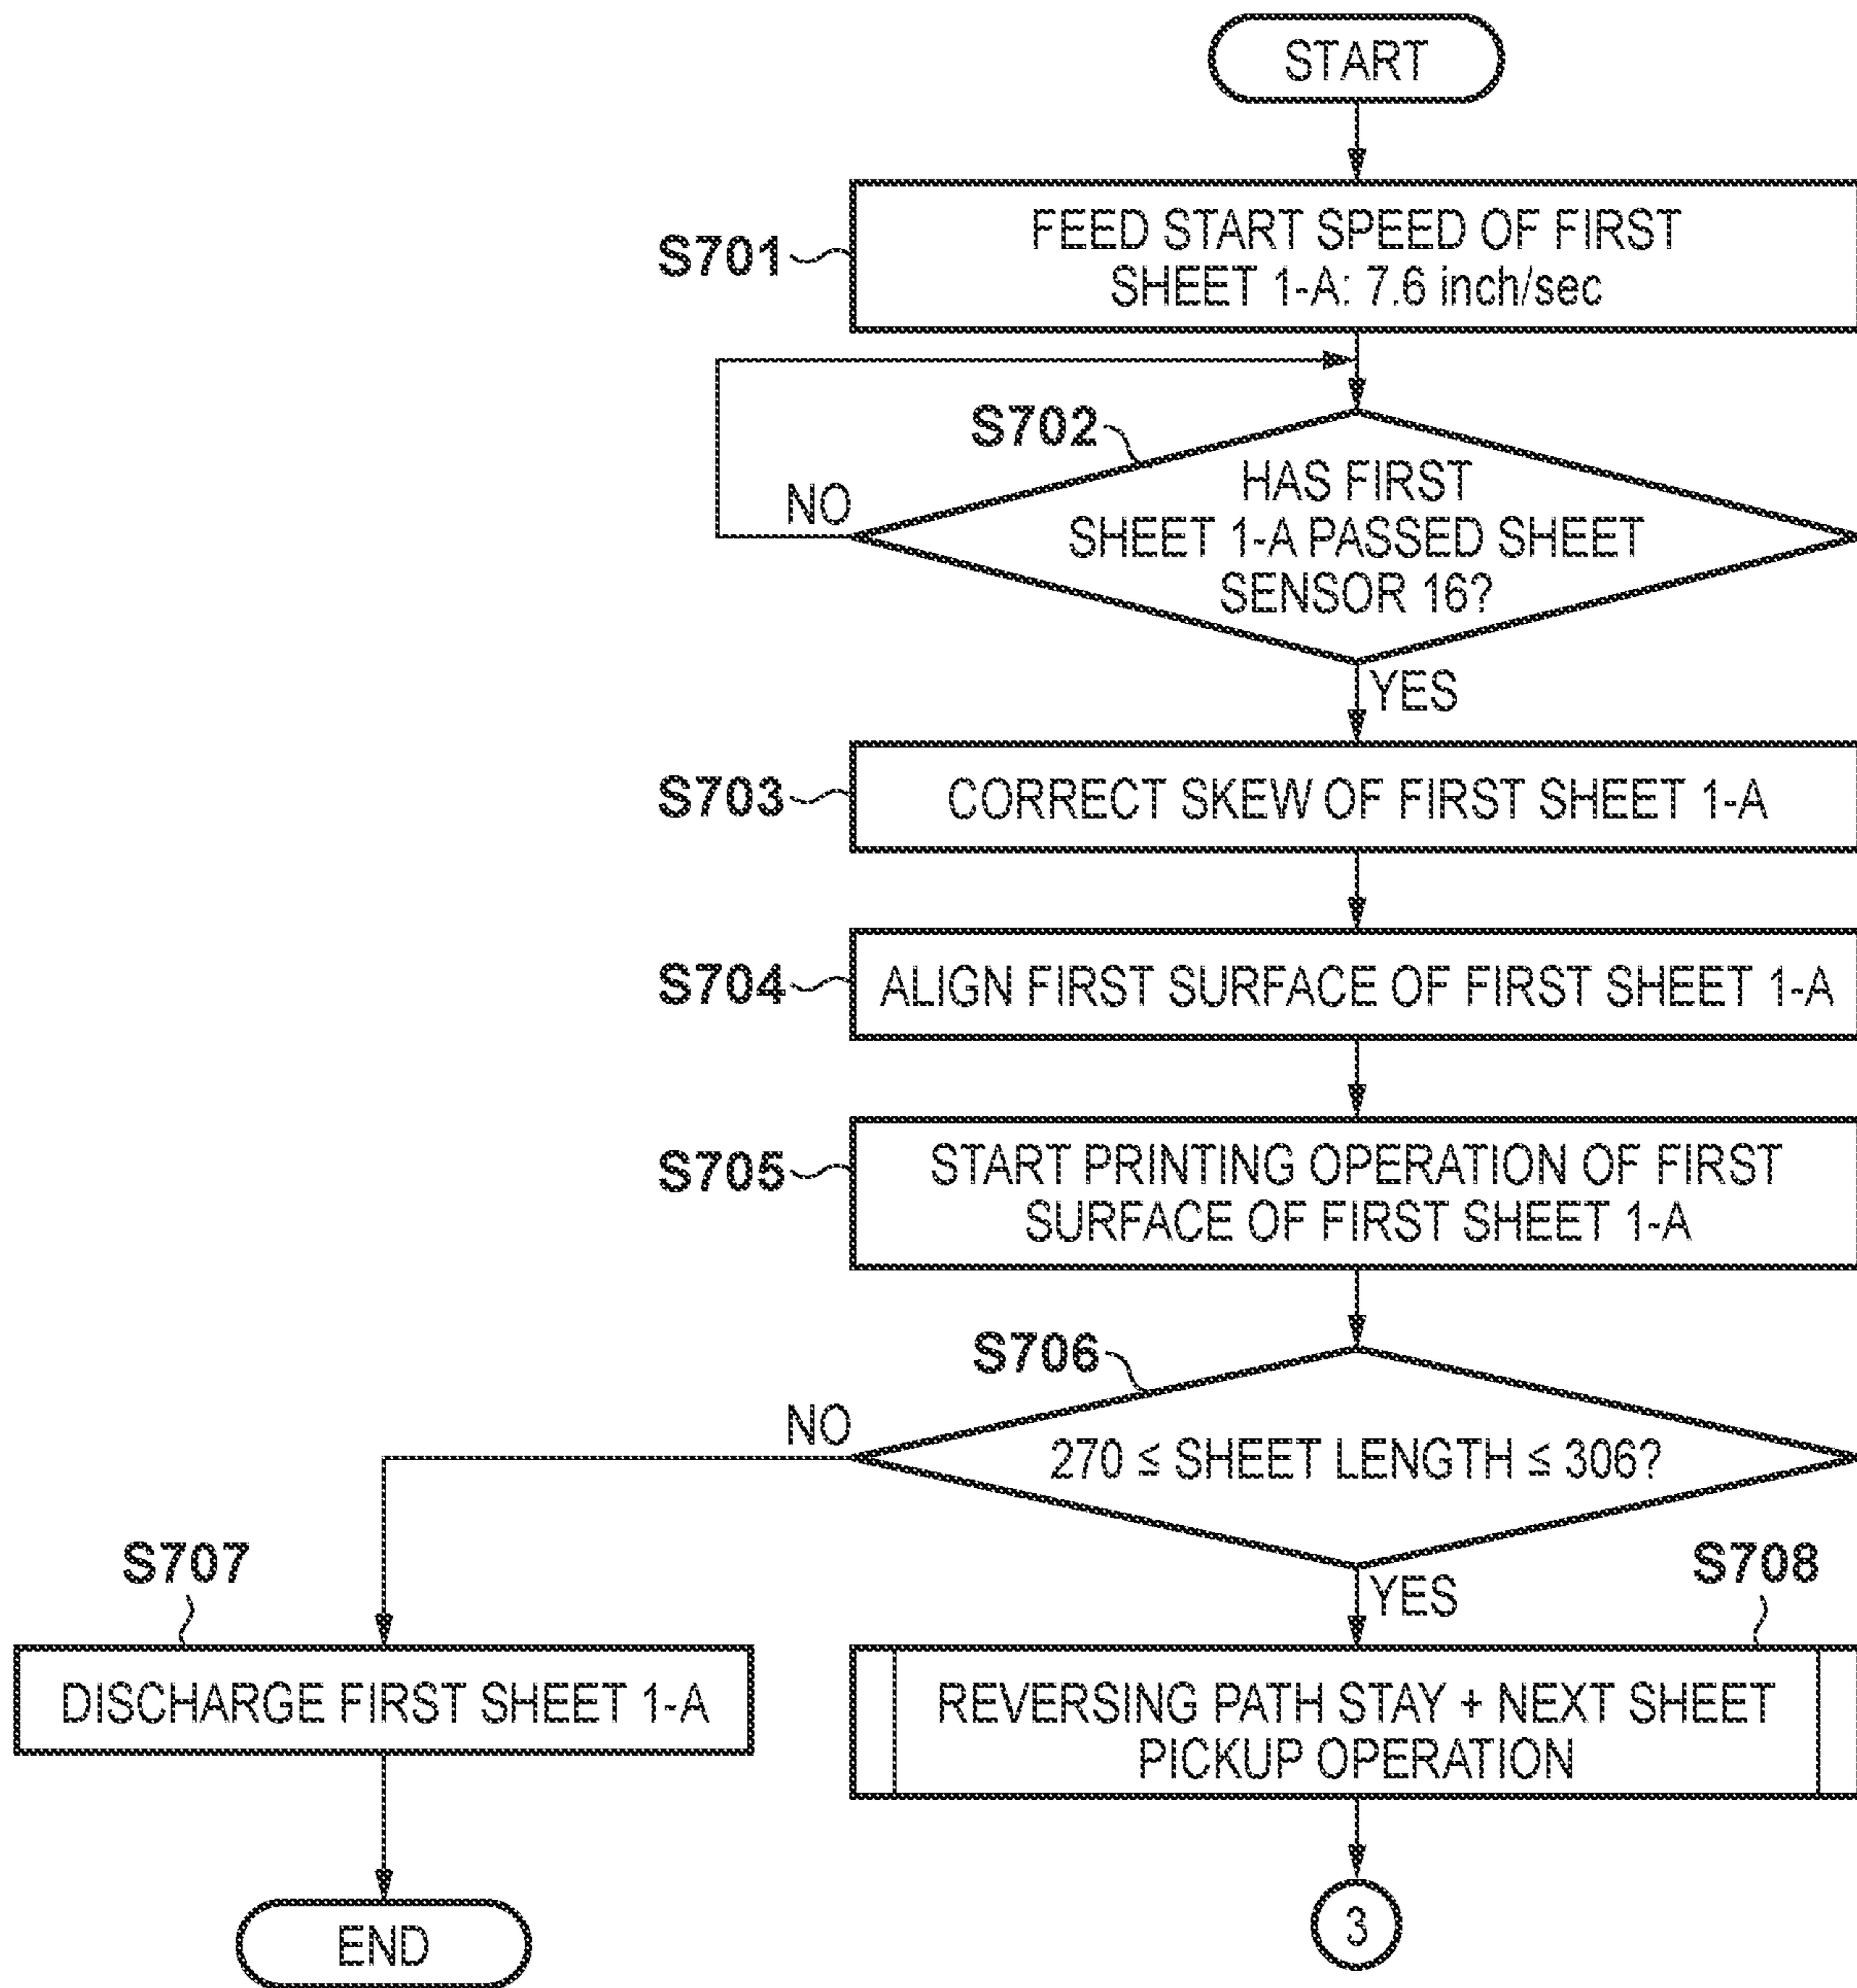 START
S701
FEED START SPEED OF FIRST
SHEET 1-A: 7.6 inch/sec
S702
NO
HAS FIRST
SHEET 1-A PASSED SHEET
SENSOR 16?
YES
S703
CORRECT SKEW OF FIRST SHEET 1-A
S704
ALIGN FIRST SURFACE OF FIRST SHEET 1-A
S705
START PRINTING OPERATION OF FIRST
SURFACE OF FIRST SHEET 1-A
S706
NO
270 ≤ SHEET LENGTH ≤ 306?
YES
S707
DISCHARGE FIRST SHEET 1-A
END
S708
REVERSING PATH STAY + NEXT SHEET
PICKUP OPERATION
3